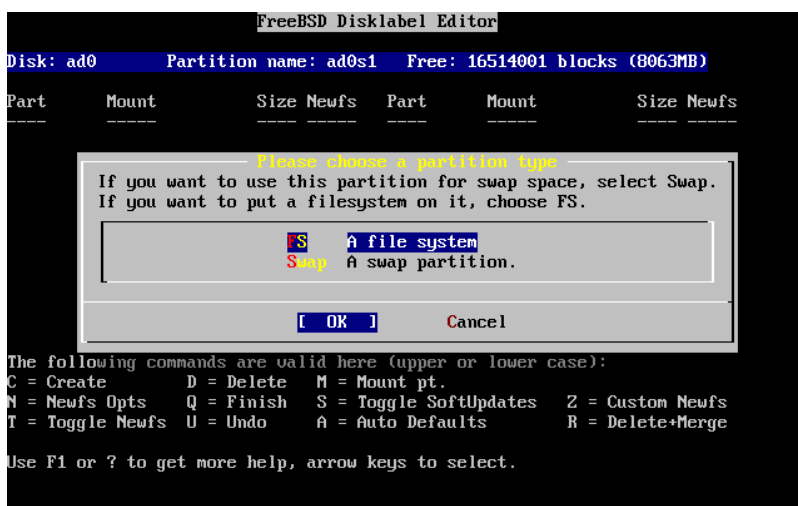 FreeBSD Disklabel Editor
Disk: ad0 Partition name: ad0s1 Free: 16514001 blocks (8063MB)
Part Mount Size Newfs Part Mount Size Newfs
---- ----- ---- ----- ---- ----- ---- -----
Please choose a partition type
If you want to use this partition for swap space, select Swap.
If you want to put a filesystem on it, choose FS.
FS A file system
Swap A swap partition.
[ OK ] Cancel
The following commands are valid here (upper or lower case):
C = Create D = Delete M = Mount pt.
N = Newfs Opts Q = Finish S = Toggle SoftUpdates Z = Custom Newfs
T = Toggle Newfs U = Undo A = Auto Defaults R = Delete+Merge
Use F1 or ? to get more help, arrow keys to select.